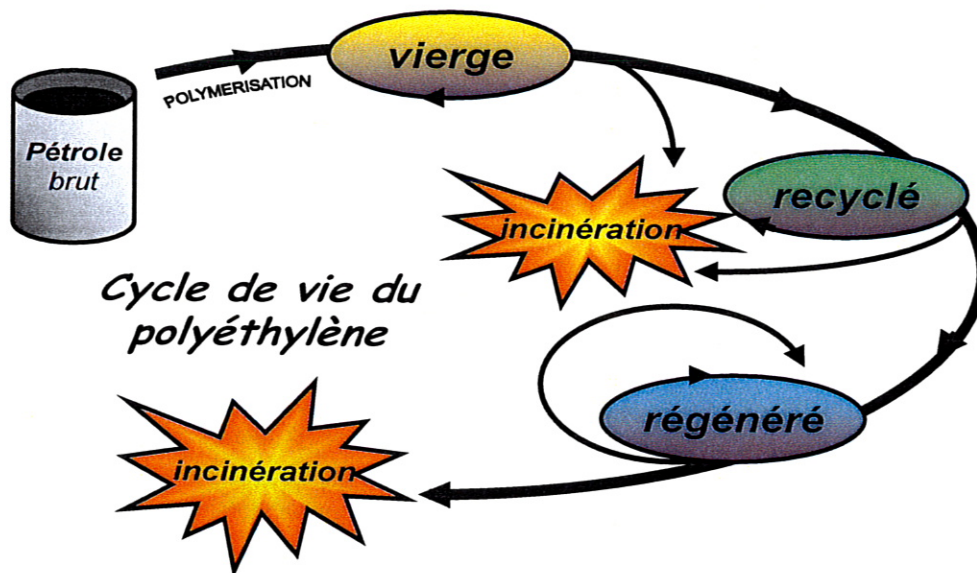 vierge
POLYMERISATION
Pétrole
brut
recyclé
incinération
Cycle de vie du
polyéthylène
régénéré
incinération